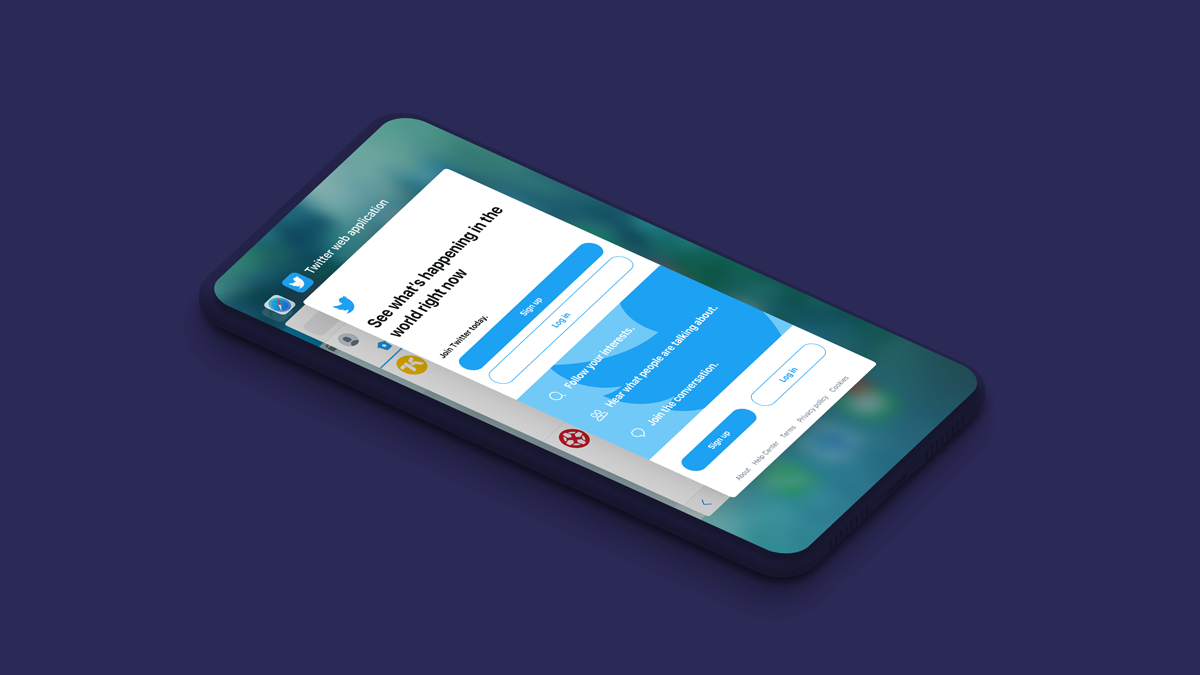 Twitter web application
See what's happening in the
world right now
Join Twitter today.
Sign up
Log in
Follow your interests.
Hear what people are talking about.
Join the conversation.
Sign up
Log in
About Help Center Terms Privacy policy Cookies